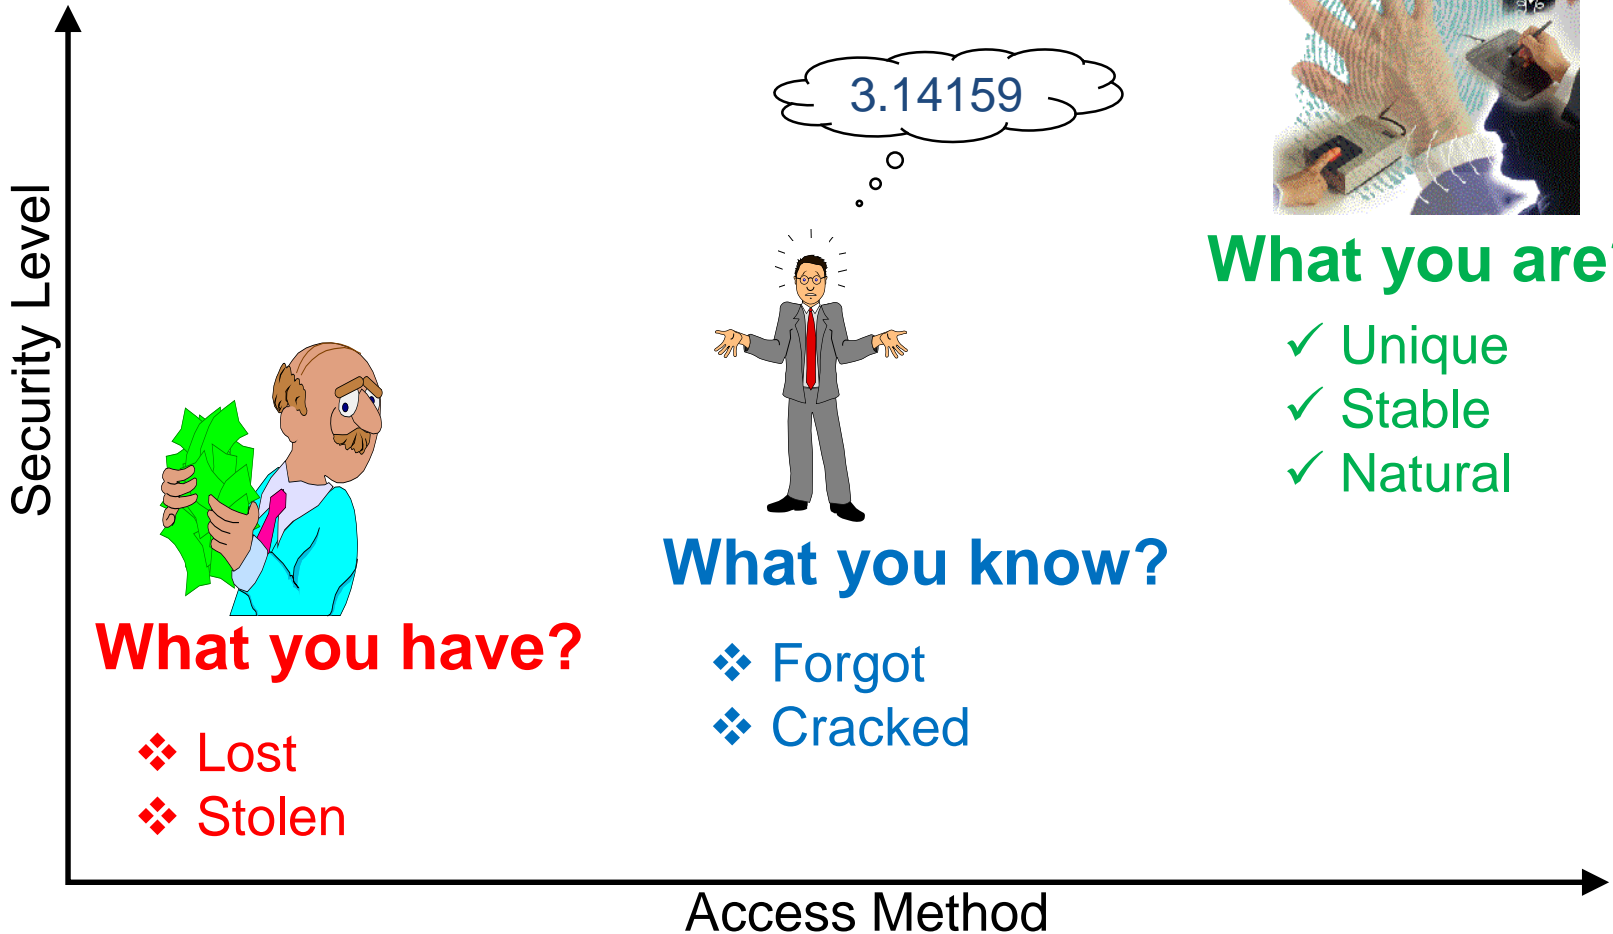 Security Level
3.14159
What you are?
✓ Unique
✓ Stable
✓ Natural
What you know?
❖ Forgot
❖ Cracked
What you have?
❖ Lost
❖ Stolen
Access Method